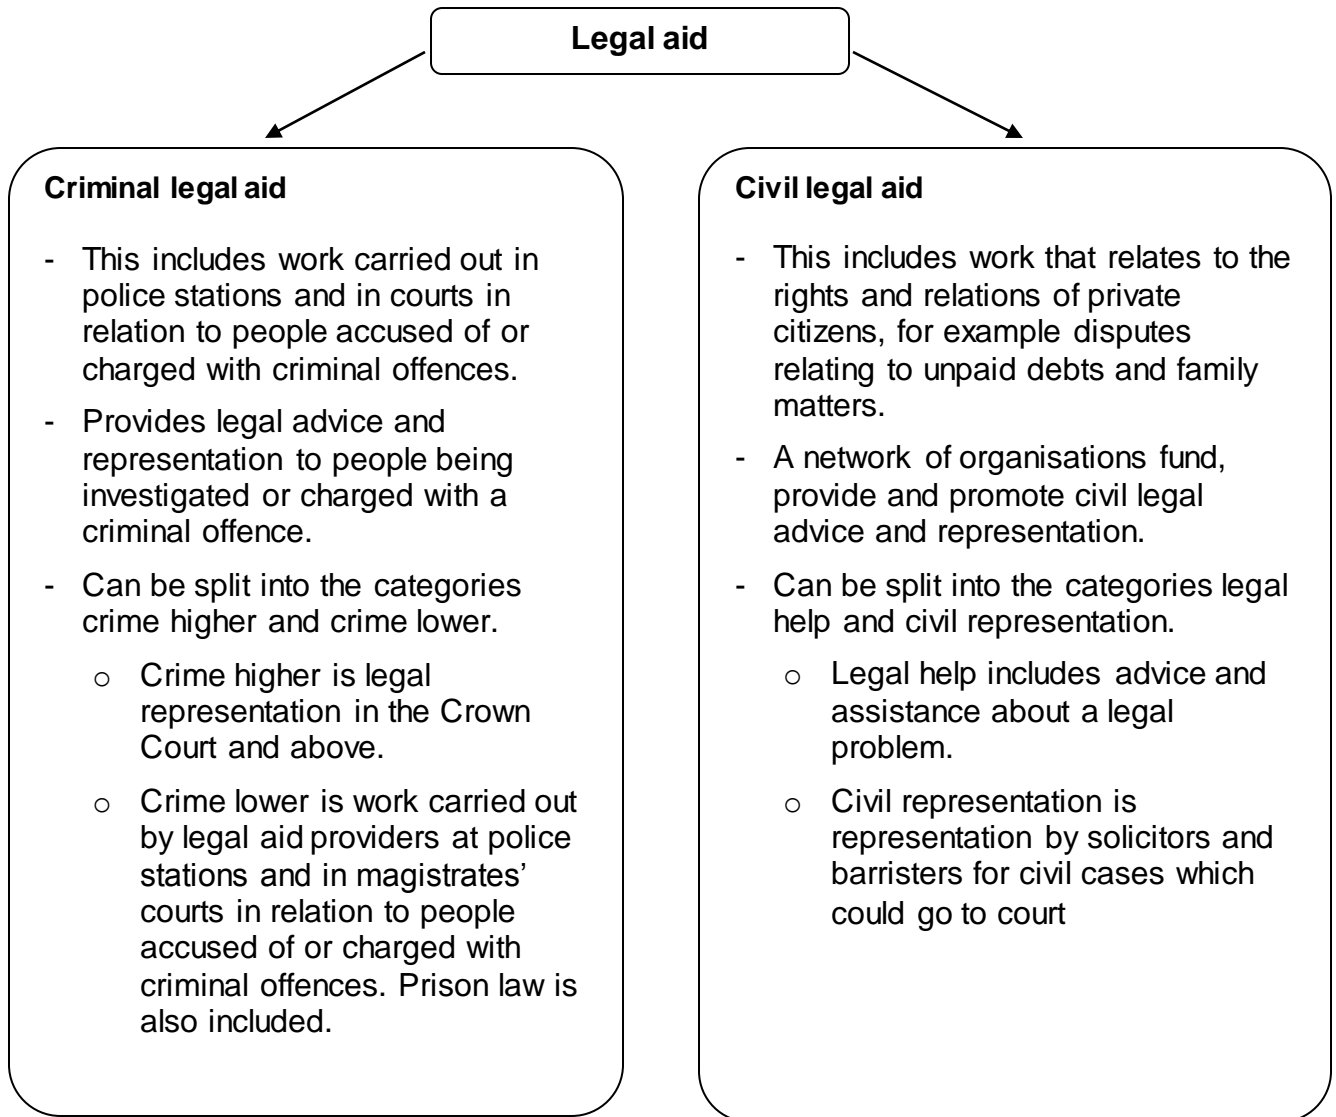 Legal aid
Criminal legal aid
- This includes work carried out in
police stations and in courts in
relation to people accused of or
charged with criminal offences.
- Provides legal advice and
representation to people being
investigated or charged with a
criminal offence.
- Can be split into the categories
crime higher and crime lower.
o Crime higher is legal
representation in the Crown
Court and above.
o Crime lower is work carried out
by legal aid providers at police
stations and in magistrates’
courts in relation to people
accused of or charged with
criminal offences. Prison law is
also included.
Civil legal aid
- This includes work that relates to the
rights and relations of private
citizens, for example disputes
relating to unpaid debts and family
matters.
- A network of organisations fund,
provide and promote civil legal
advice and representation.
- Can be split into the categories legal
help and civil representation.
o Legal help includes advice and
assistance about a legal
problem.
o Civil representation is
representation by solicitors and
barristers for civil cases which
could go to court